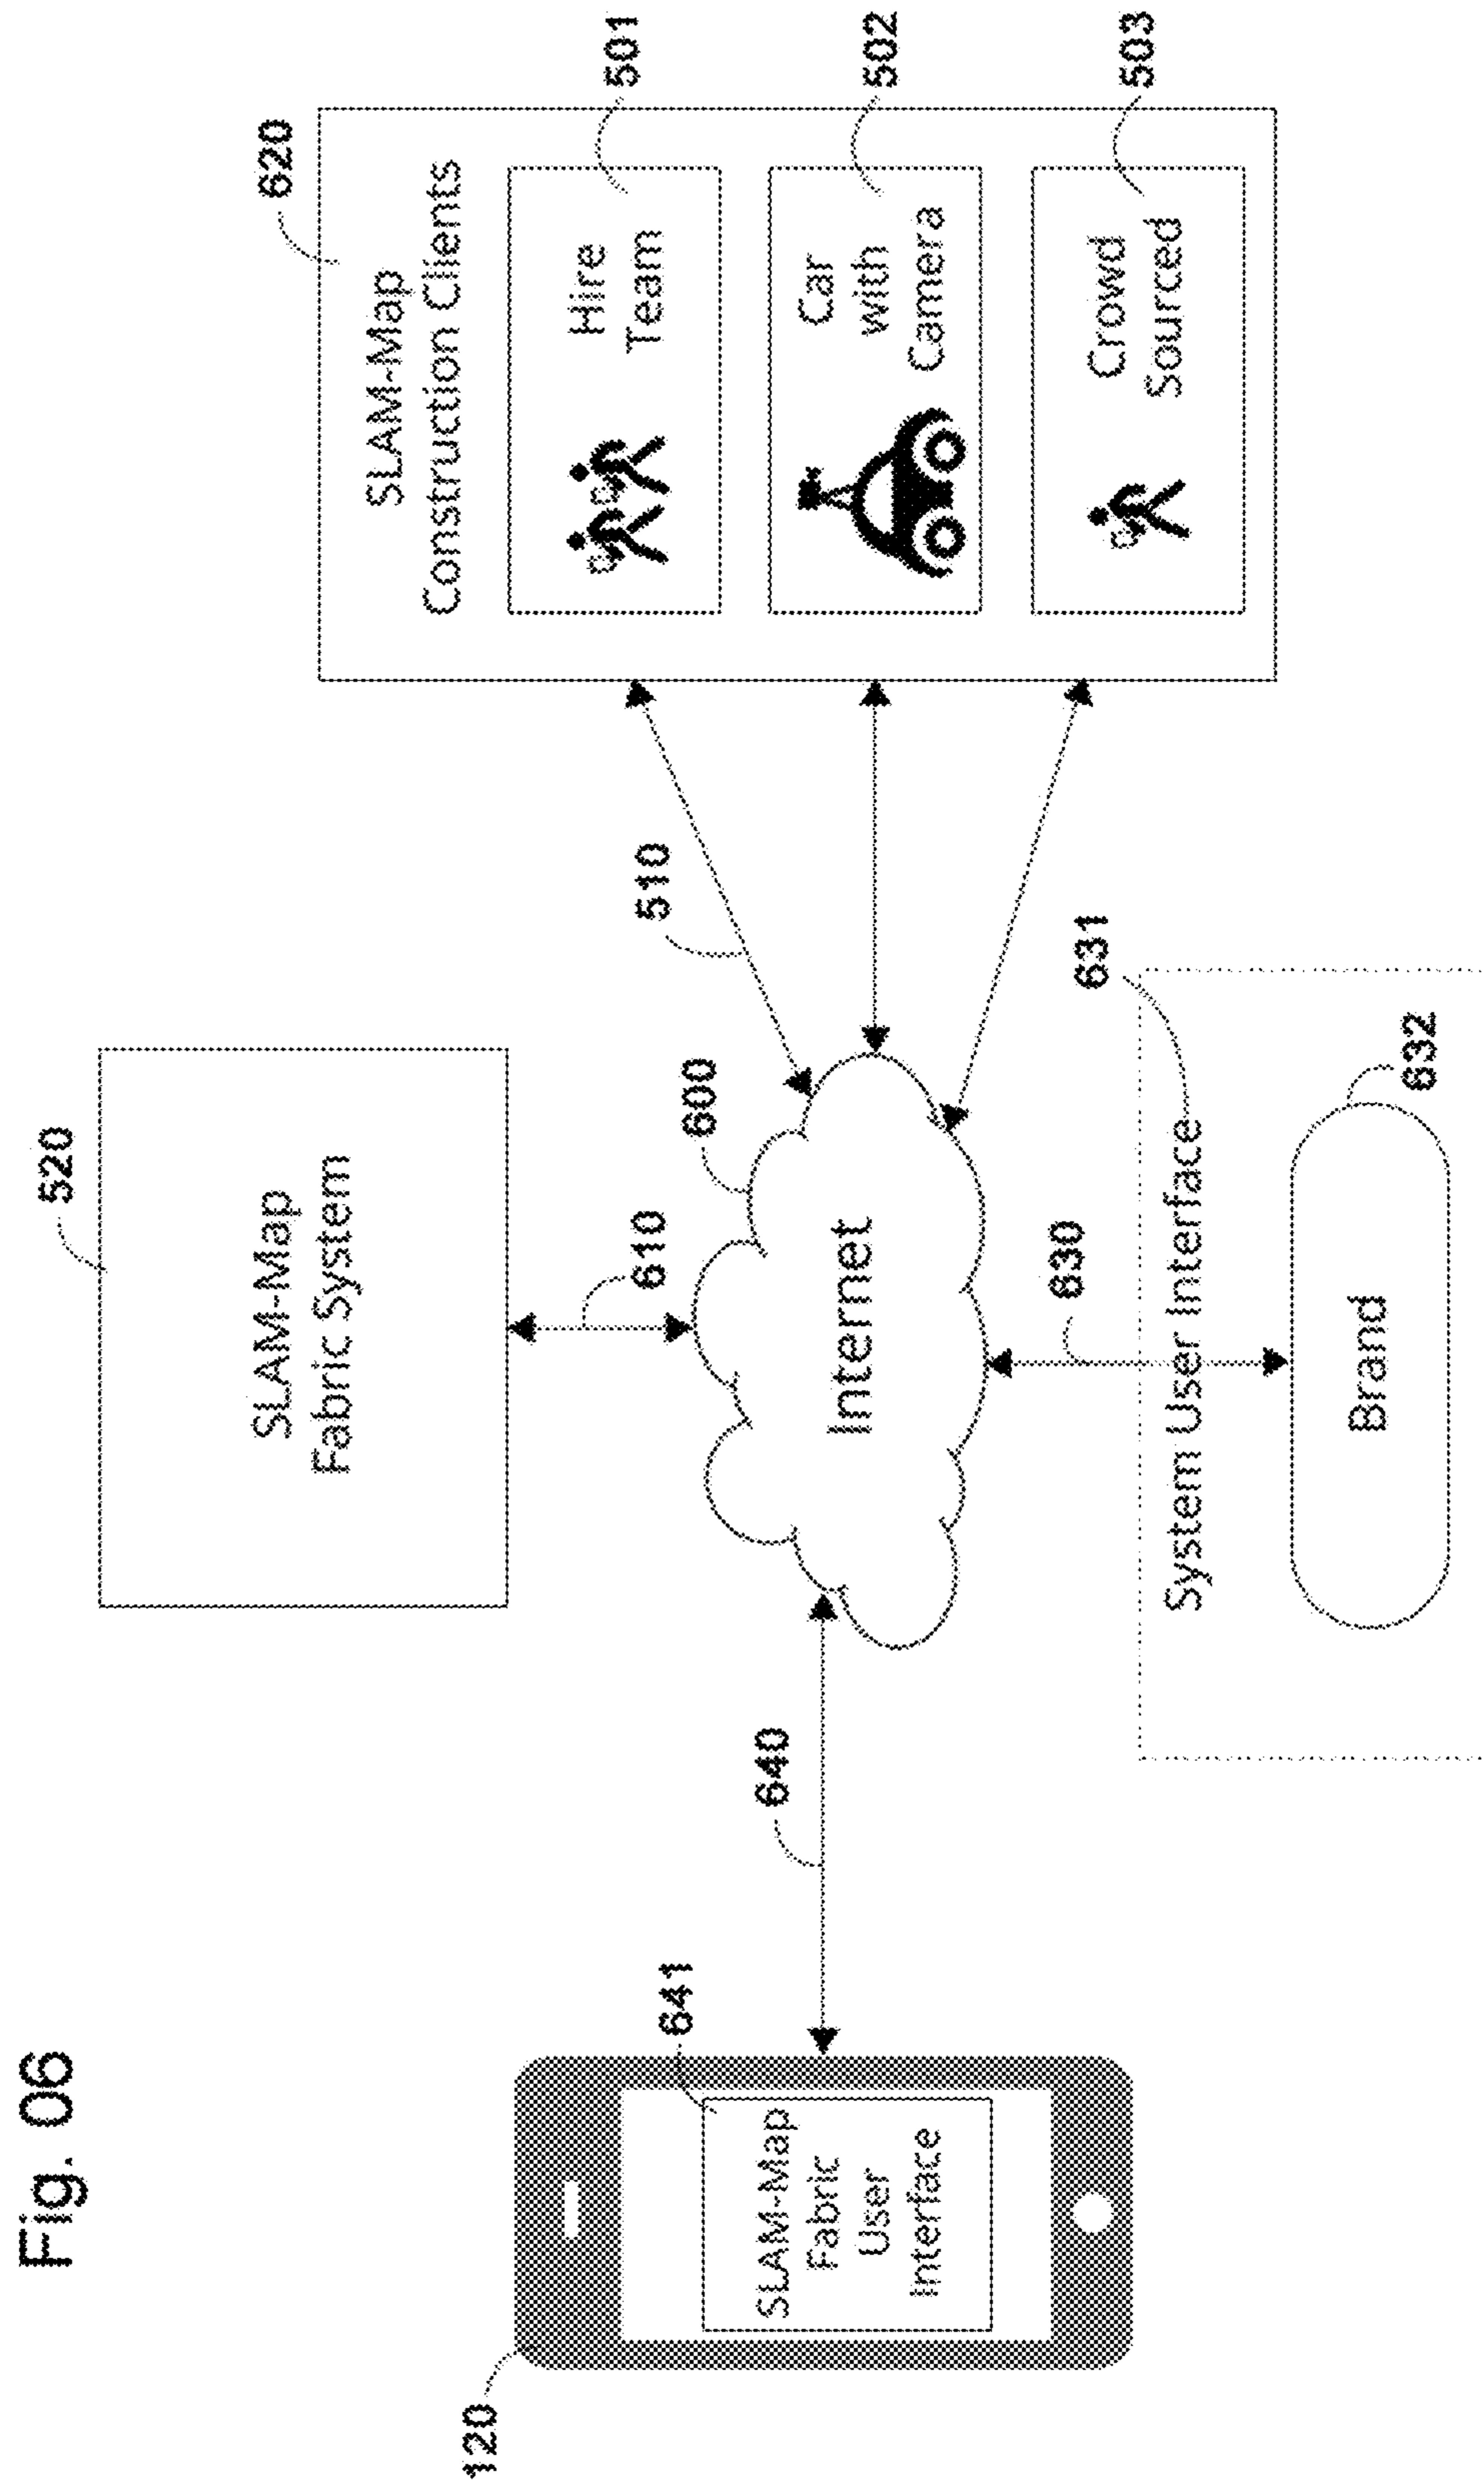 Fig. 06
520
SLAM-Map
Fabric System
620
SLAM-Map
Construction Clients
501
Hire
Team
502
Car
with
Camera
503
Crowd
Sourced
510
610
600
Internet
640
641
120
SLAM-Map
Fabric
User
Interface
630
631
System User Interface
632
Brand